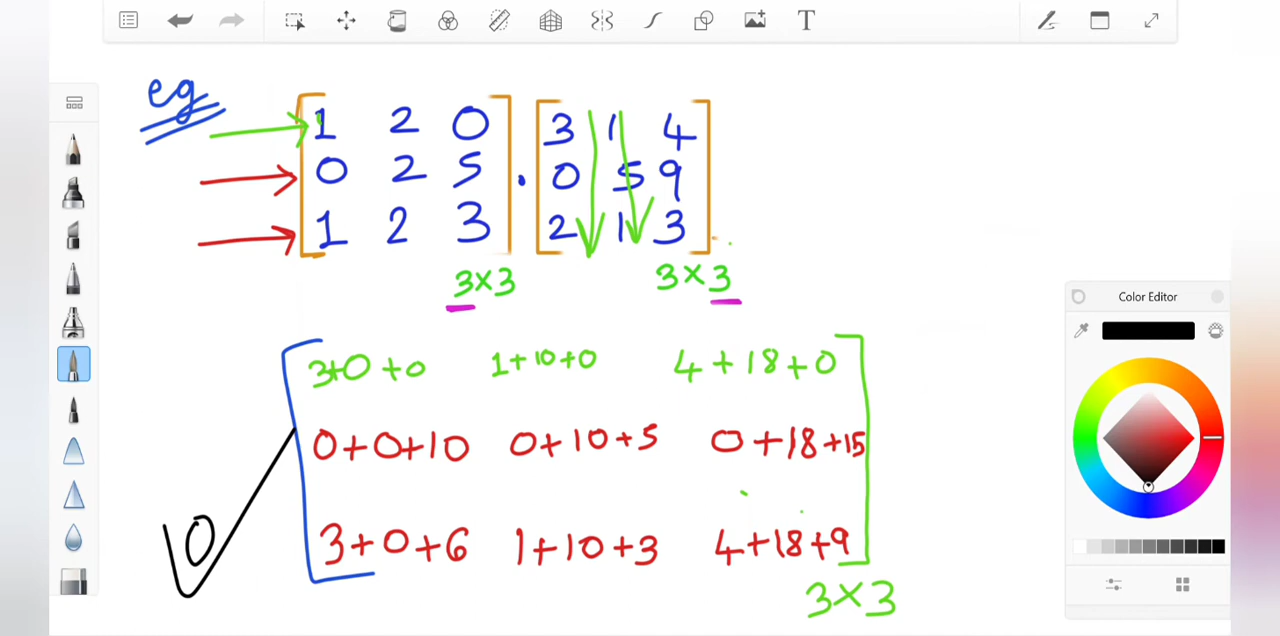 T
eg
1 2 0 3 1 4
0 2 5 . 0 5 9
1 2 3 2 1 3
3×3 3×3
Color Editor
3+0+0 1+10+0 4+18+0
0+0+10 0+10+5 0+18+15
3+0+6 1+10+3 4+18+9
10
3×3